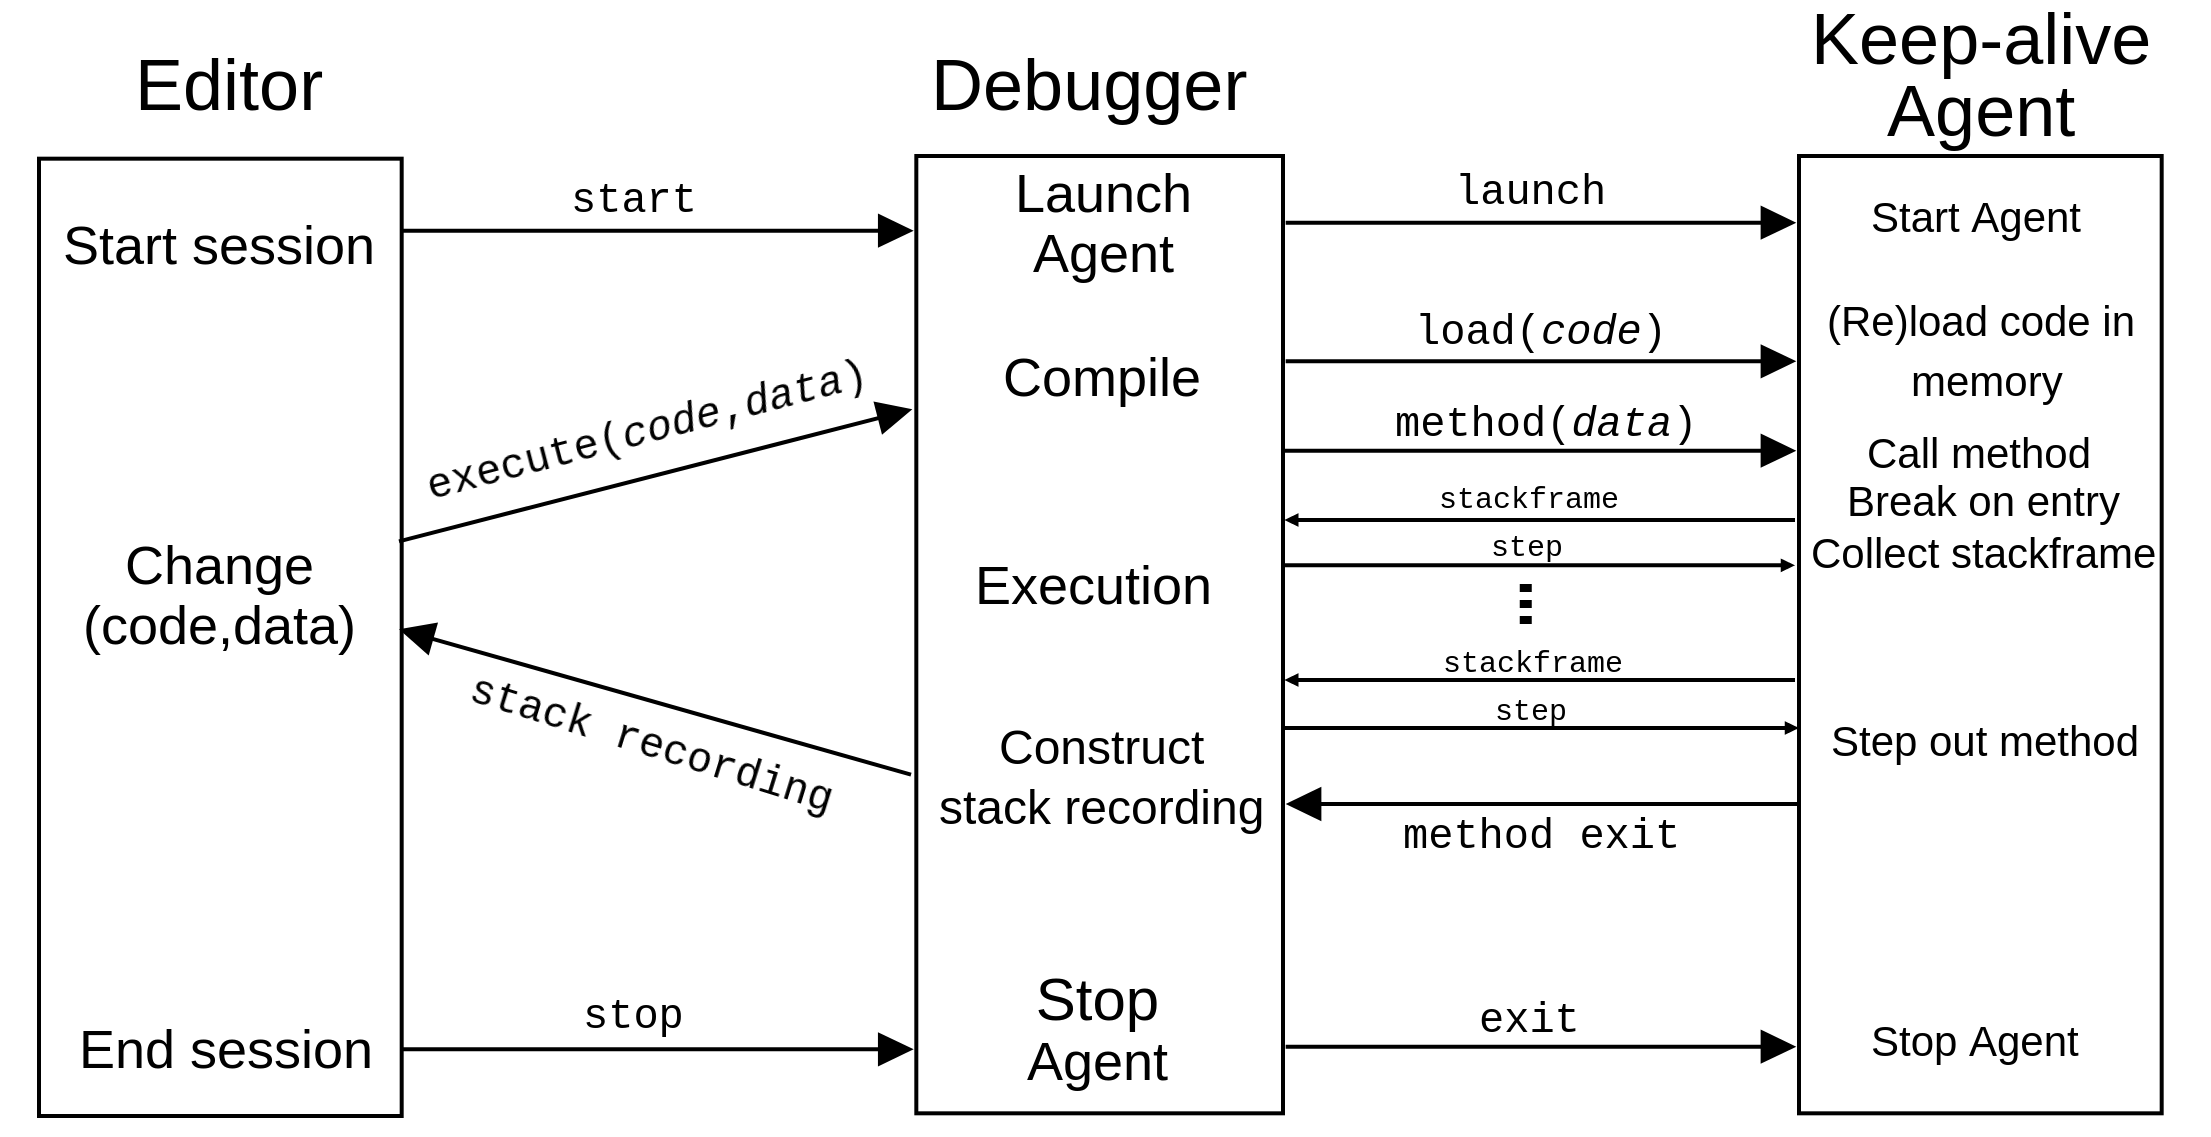 Editor
Debugger
Keep-alive
Agent
Start session
start
Launch
Agent
launch
Start Agent
Change
(code,data)
execute(code,data)
Compile
load(code)
(Re)load code in
memory
method(data)
Call method
stackframe
Break on entry
step
Collect stackframe
Execution
stackframe
step
Step out method
stack recording
Construct
stack recording
method exit
End session
stop
Stop
Agent
exit
Stop Agent